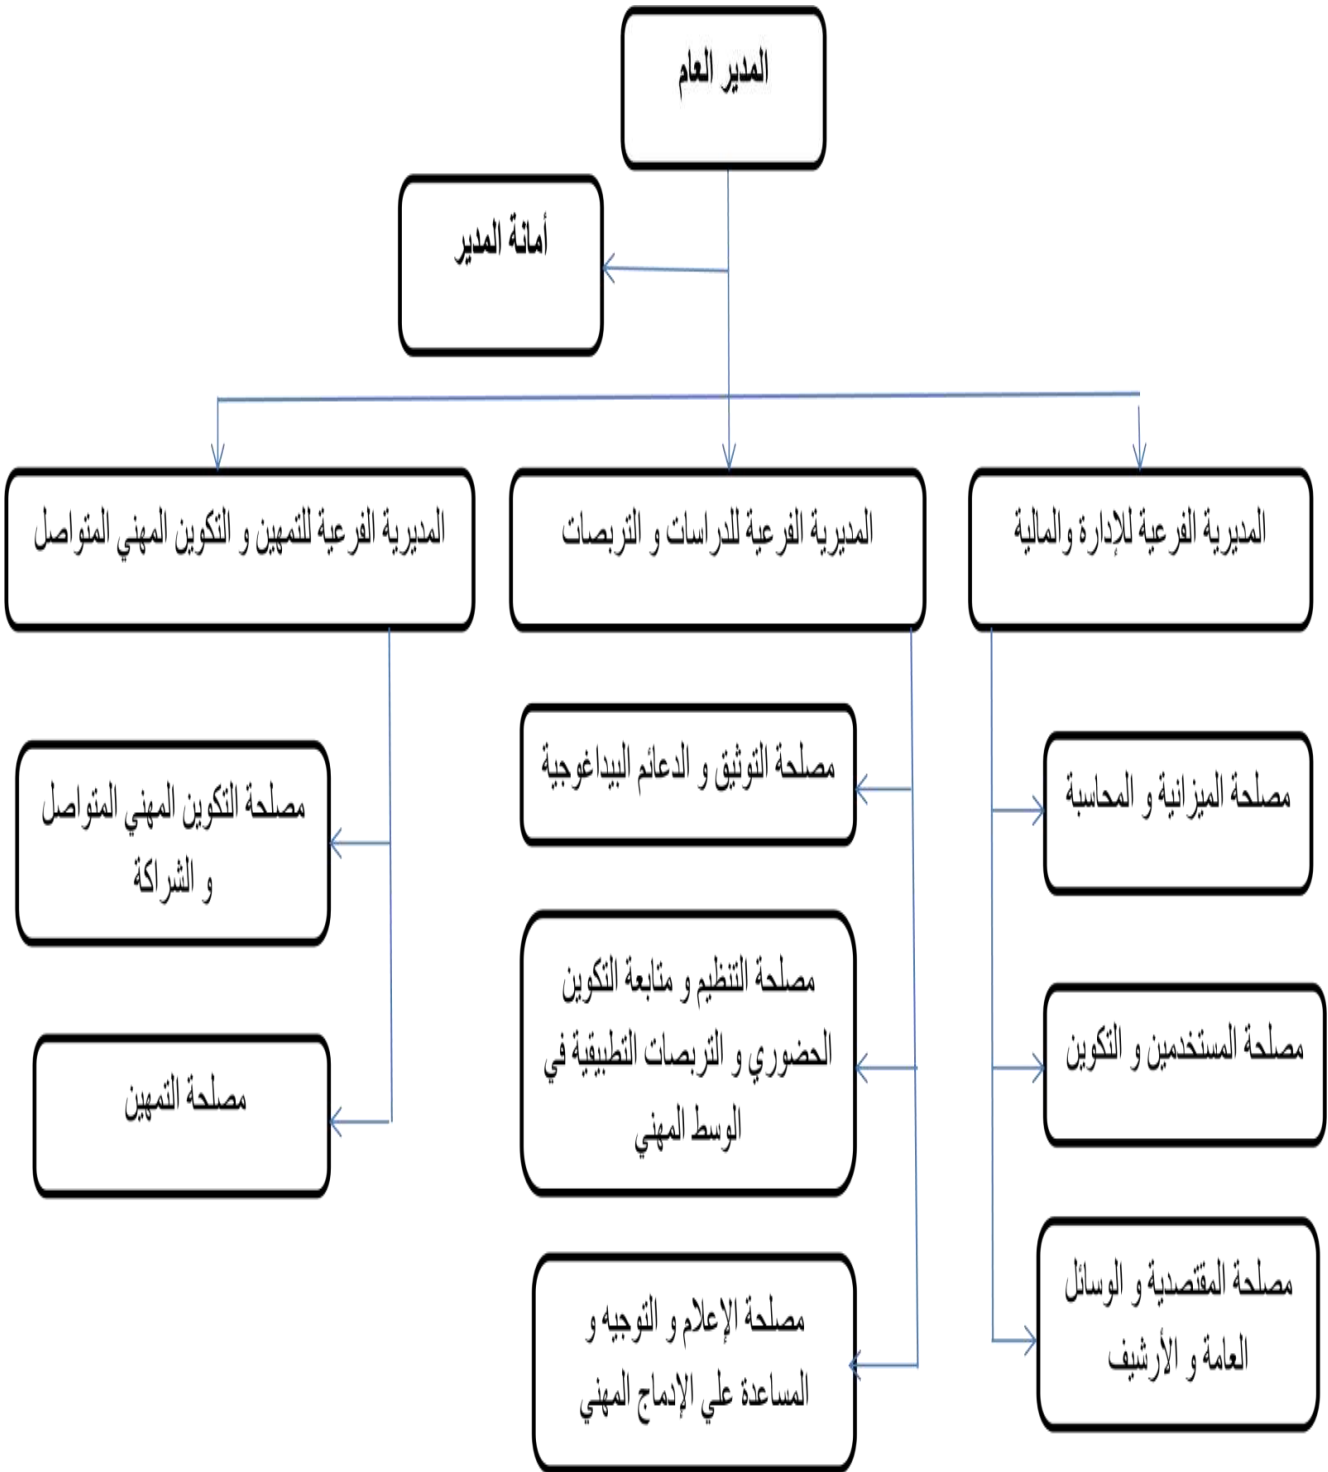 المدير العام
أمانة المدير
المديرية الفرعية للإدارة والمالية
المديرية الفرعية للدراسات و التربصات
المديرية الفرعية للتمهين و التكوين المهني المتواصل
مصلحة الميزانية و المحاسبة
مصلحة المستخدمين و التكوين
مصلحة المقتصدية و الوسائل
العامة و الأرشيف
مصلحة التوثيق و الدعائم البيداغوجية
مصلحة التنظيم و متابعة التكوين
الحضوري و التربصات التطبيقية في
الوسط المهني
مصلحة الإعلام و التوجيه و
المساعدة علي الإدماج المهني
مصلحة التكوين المهني المتواصل
و الشراكة
مصلحة التمهين